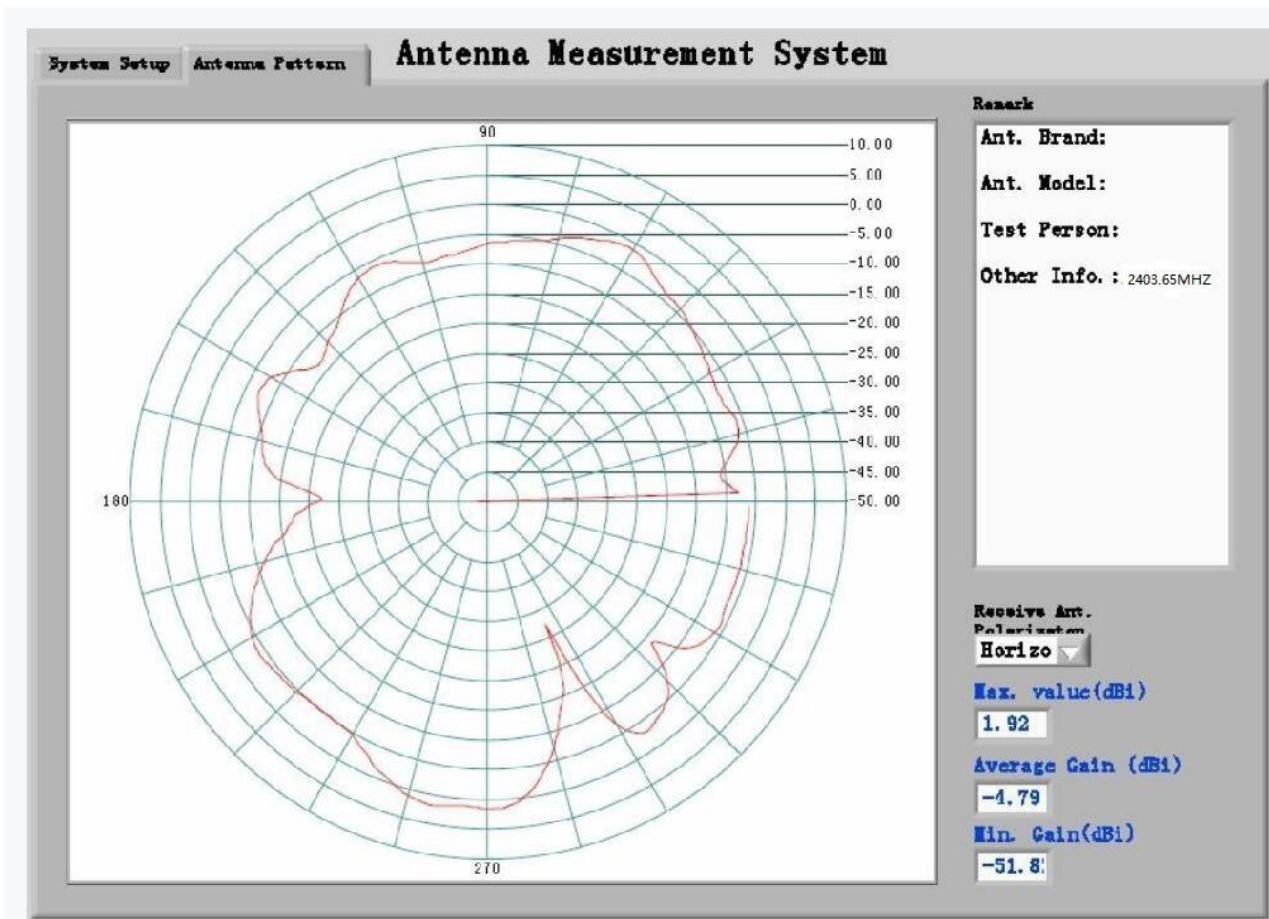 System Setup
Antenna Pattern
Antenna Measurement System
90
10.00
5.00
0.00
-5.00
-10.00
-15.00
-20.00
-25.00
-30.00
-35.00
-40.00
-45.00
-50.00
180
270
Remark
Ant. Brand:
Ant. Model:
Test Person:
Other Info.: 2403.65MHZ
Receive Ant.
Horizo
Max. value(dBi)
1.92
Average Gain (dBi)
-4.79
Min. Gain(dBi)